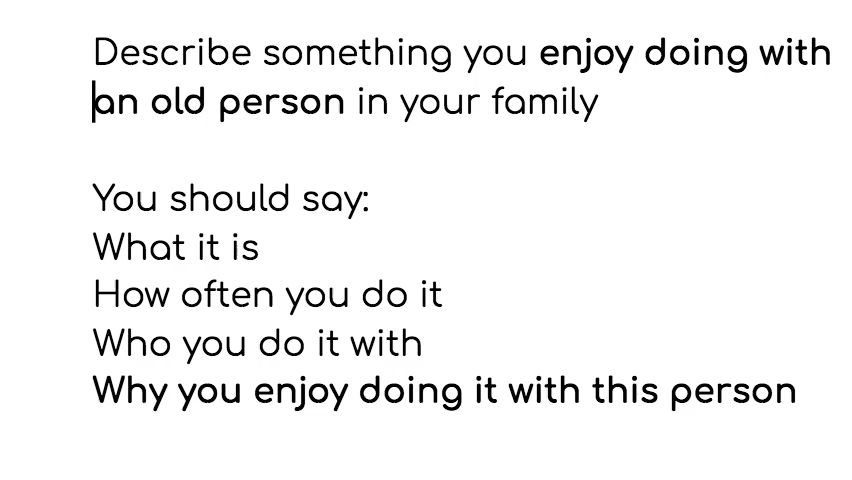 Describe something you enjoy doing with
an old person in your family
You should say:
What it is
How often you do it
Who you do it with
Why you enjoy doing it with this person